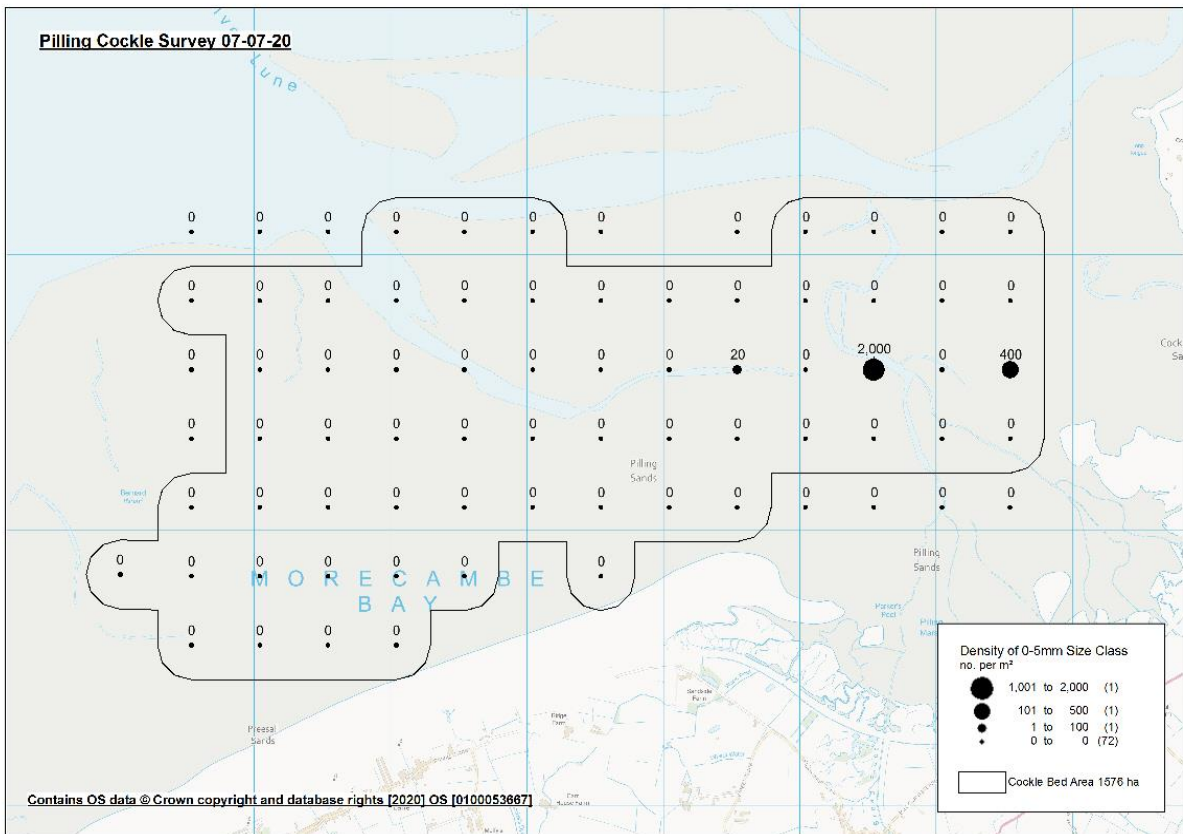 Pilling Cockle Survey 07-07-20
Lune
0 0 0 0 0 0 0 0 0 0 0 0
0 0 0 0 0 0 0 0 0 0 0 0 0
0 0 0 0 0 0 0 0 20 0 2,000 0 400
0 0 0 0 0 0 0 0 0 0 0 0 0
Pilling
Sands
0 0 0 0 0 0 0 0 0 0 0 0 0
Pilling
Sands
0 0 0 0 0 0 0
MORECAMBE
BAY
0 0 0 0
Preesal
Sands
Density of 0-5mm Size Class
no. per m²
1,001 to 2,000 (1)
101 to 500 (1)
1 to 100 (1)
0 to 0 (72)
Cockle Bed Area 1576 ha
Contains OS data © Crown copyright and database rights [2020] OS [0100053667]